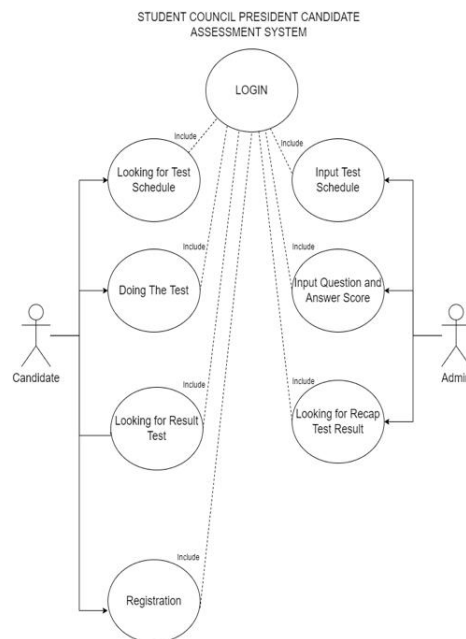 STUDENT COUNCIL PRESIDENT CANDIDATE
ASSESSMENT SYSTEM
LOGIN
Include
Include
Looking for Test
Schedule
Input Test
Schedule
Include
Include
Doing The Test
Input Question and
Answer Score
Candidate
Admin
Include
Include
Looking for Result
Test
Looking for Recap
Test Result
Include
Registration